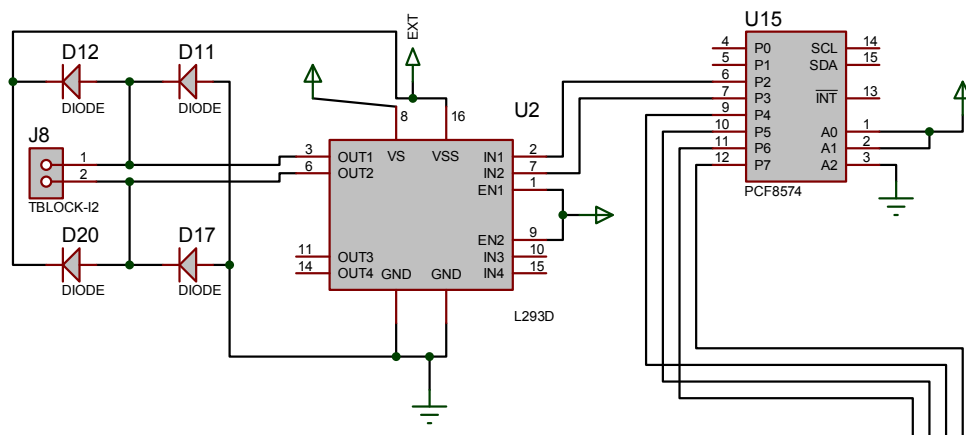 EXT
U15
D12
D11
DIODE
DIODE
U2
8
16
J8
1
2
TBLOCK-I2
3
6
OUT1
OUT2
VS
VSS
IN1
IN2
EN1
2
7
1
EN2
IN3
IN4
9
10
15
11
14
OUT3
OUT4
GND
GND
L293D
D20
D17
DIODE
DIODE
4
5
6
7
9
10
11
12
P0
P1
P2
P3
P4
P5
P6
P7
SCL
SDA
INT
A0
A1
A2
14
15
13
1
2
3
PCF8574